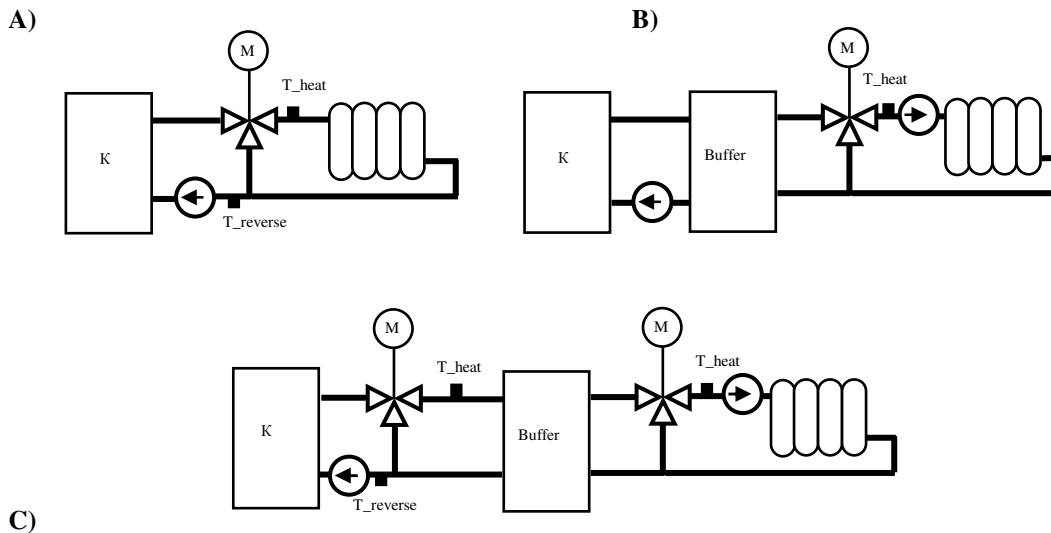 A)
B)
M
M
T_heat
T_heat
К
К
Buffer
T_reverse
M
M
T_heat
T_heat
К
Buffer
T_reverse
C)